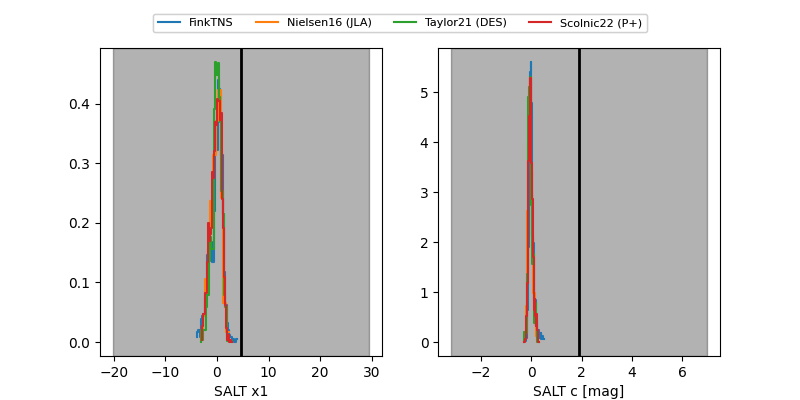 FinkTNS Nielsen16 (JLA) Taylor21 (DES) Scolnic22 (P+)
0.4
0.3
0.2
0.1
0.0
−20 −10 0 10 20 30
SALT x1
5
4
3
2
1
0
−2 0 2 4 6
SALT c [mag]